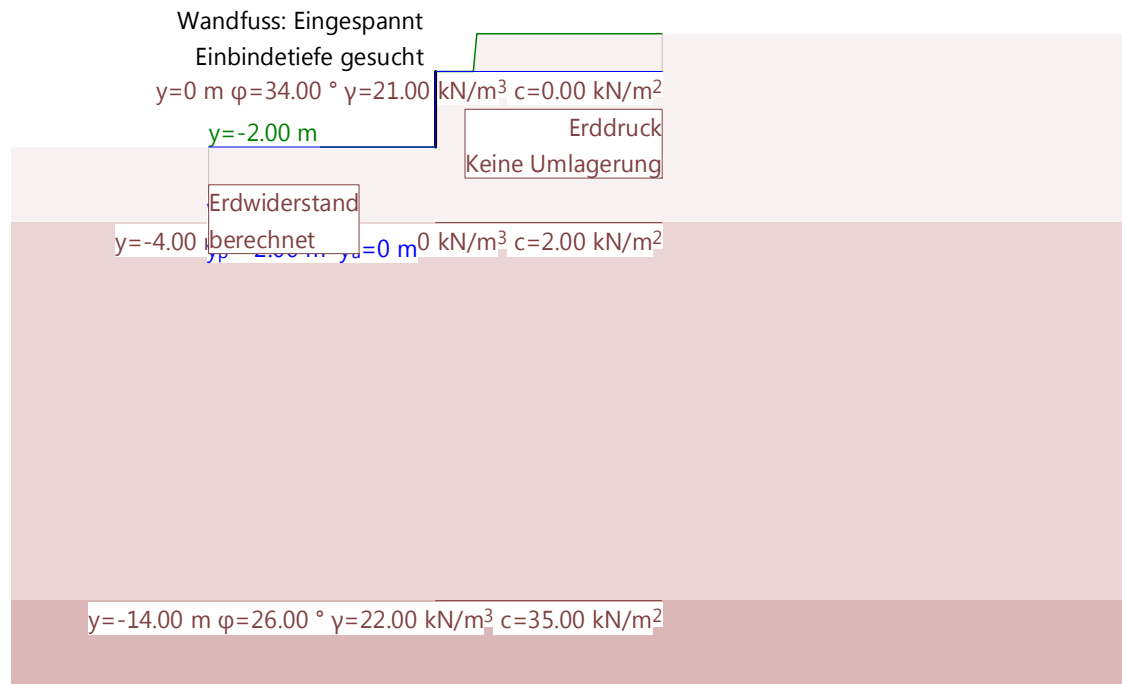 Wandfuss: Eingespannt
Einbindetiefe gesucht
y=0 m φ=34.00 ° γ=21.00 kN/m³ c=0.00 kN/m²
y=-2.00 m
Erddruck
Keine Umlagerung
Erdwiderstand
berechnet
y=-4.00 0 kN/m³ c=2.00 kN/m²
=0 m
y=-14.00 m φ=26.00 ° γ=22.00 kN/m³ c=35.00 kN/m²